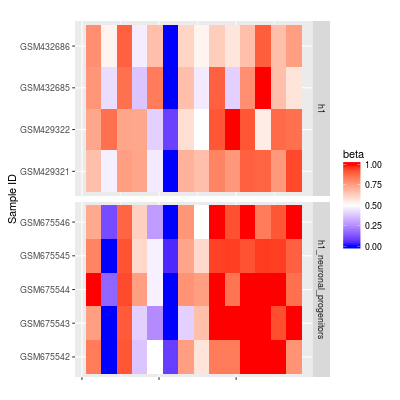 Sample ID
GSM432686
GSM432685
GSM429322
GSM429321
h1
GSM675546
GSM675545
GSM675544
GSM675543
GSM675542
h1_neuronal_progenitors
beta
1.00
0.75
0.50
0.25
0.00